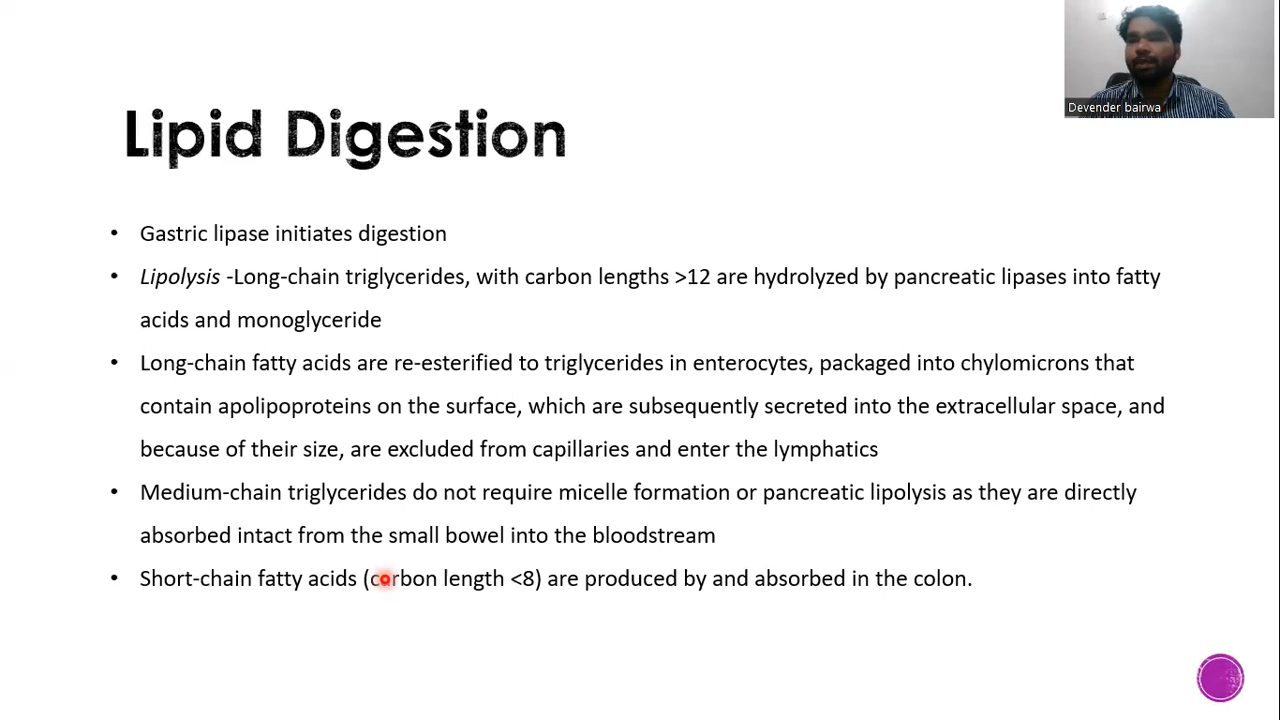 Devender bairwa
Lipid Digestion
• Gastric lipase initiates digestion
• Lipolysis -Long-chain triglycerides, with carbon lengths >12 are hydrolyzed by pancreatic lipases into fatty
acids and monoglyceride
• Long-chain fatty acids are re-esterified to triglycerides in enterocytes, packaged into chylomicrons that
contain apolipoproteins on the surface, which are subsequently secreted into the extracellular space, and
because of their size, are excluded from capillaries and enter the lymphatics
• Medium-chain triglycerides do not require micelle formation or pancreatic lipolysis as they are directly
absorbed intact from the small bowel into the bloodstream
• Short-chain fatty acids (carbon length <8) are produced by and absorbed in the colon.